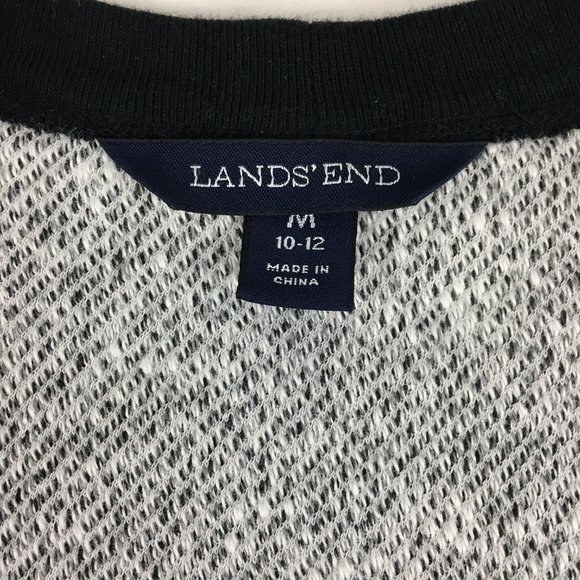 LANDS' END
M
10-12
MADE IN
CHINA